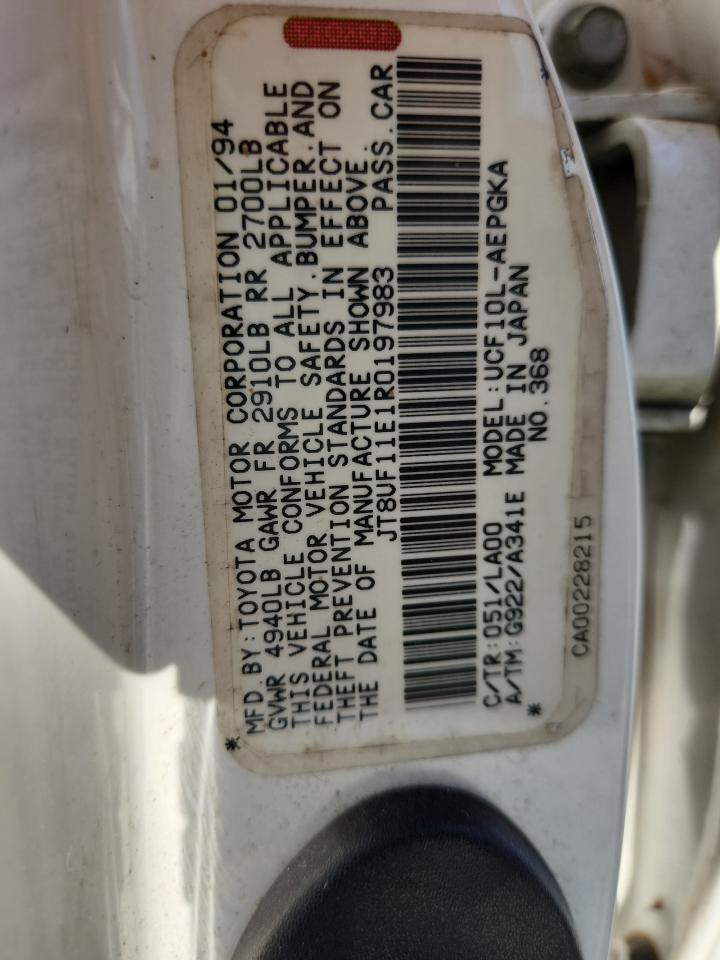 *MFD.BY:TOYOTA MOTOR CORPORATION 01/94
GVWR 4940LB GAWR FR 2910LB RR 2700LB
THIS VEHICLE CONFORMS TO ALL APPLICABLE
FEDERAL MOTOR VEHICLE SAFETY,BUMPER,AND
THEFT PREVENTION STANDARDS IN EFFECT ON
THE DATE OF MANUFACTURE SHOWN ABOVE.
JT8UF11E1R0197983 PASS.CAR
C/TR:051/LA00 MODEL:UCF10L-AEPGKA
A/TM:G922/A341E MADE IN JAPAN
* NO.368 *
CA00228215